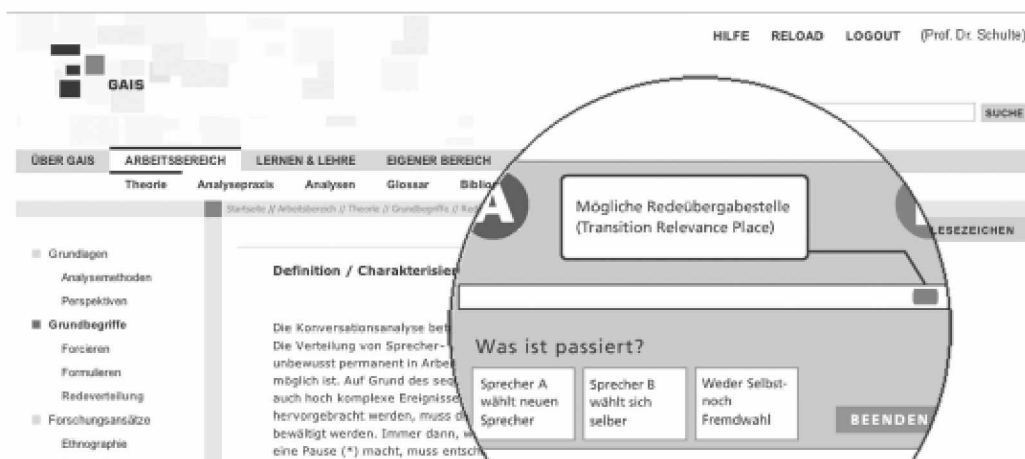 HILFE RELOAD LOGOUT (Prof. Dr. Schulte)
GAIS
SUCHE
ÜBER GAIS ARBEITSBEREICH LERNEN & LEHRE EIGENER BEREICH
Theorie Analysepraxis Analysen Glossar
Startseite // Arbeitsbereich // Theorie // Grundbegriffe //
A
Mögliche Redeübergabestelle
(Transition Relevance Place)
LESEZEICHEN
Grundlagen
Analysemethoden
Perspektiven
Grundbegriffe
Forcieren
Formulieren
Redeverteilung
Forschungsansätze
Ethnographie
Definition / Charakterisier
Die Konversationsanalyse bet
Die Verteilung von Sprecher-
unbewusst permanent in Arbe
möglich ist. Auf Grund des seq
auch hoch komplexe Ereignisse
hervorgebracht werden, muss d
bewältigt werden. Immer dann, w
eine Pause (*) macht, muss entsch
Was ist passiert?
Sprecher A
wählt neuen
Sprecher
Sprecher B
wählt sich
selber
Weder Selbst-
noch
Fremdwahl
BEENDEN